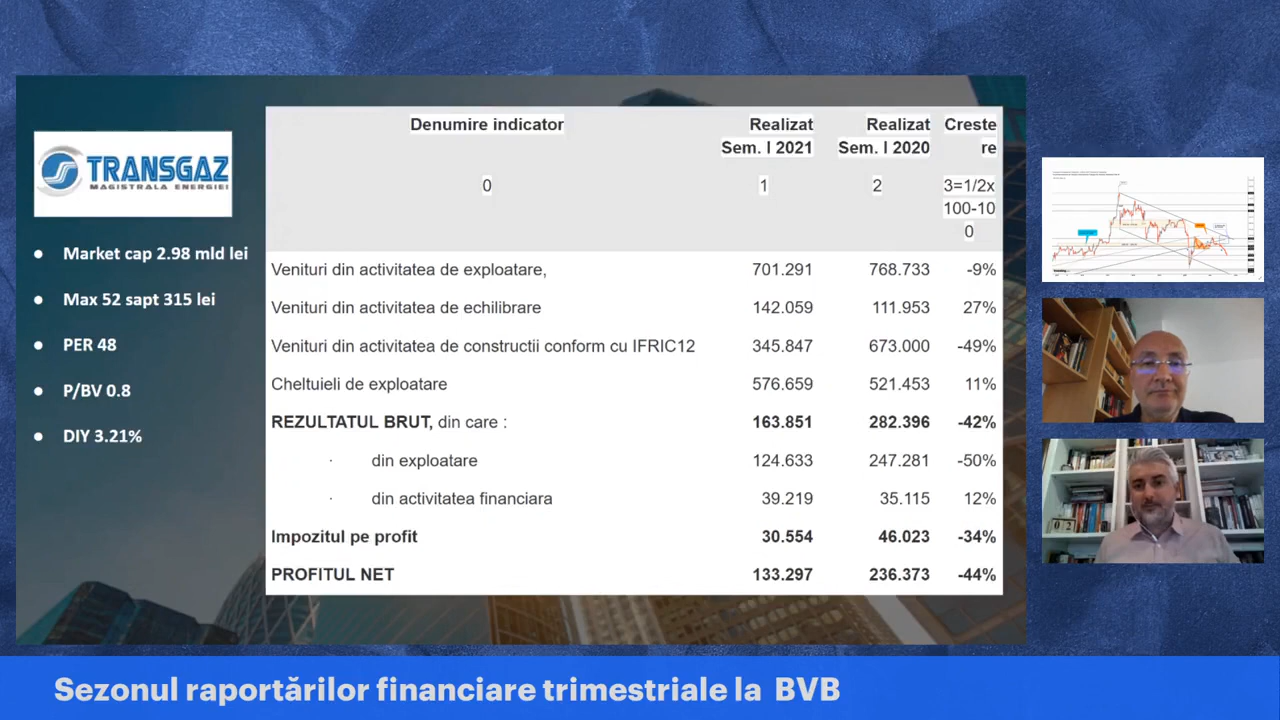 TRANSGAZ
MAGISTRALA ENERGIEI
● Market cap 2.98 mld lei
● Max 52 sapt 315 lei
● PER 48
● P/BV 0.8
● DIY 3.21%
Denumire indicator Realizat Sem. I 2021 Realizat Sem. I 2020 Crestere
0 1 2 3=1/2x100-100
Venituri din activitatea de exploatare, 701.291 768.733 -9%
Venituri din activitatea de echilibrare 142.059 111.953 27%
Venituri din activitatea de constructii conform cu IFRIC12 345.847 673.000 -49%
Cheltuieli de exploatare 576.659 521.453 11%
REZULTATUL BRUT, din care : 163.851 282.396 -42%
· din exploatare 124.633 247.281 -50%
· din activitatea financiara 39.219 35.115 12%
Impozitul pe profit 30.554 46.023 -34%
PROFITUL NET 133.297 236.373 -44%
Sezonul raportărilor financiare trimestriale la BVB